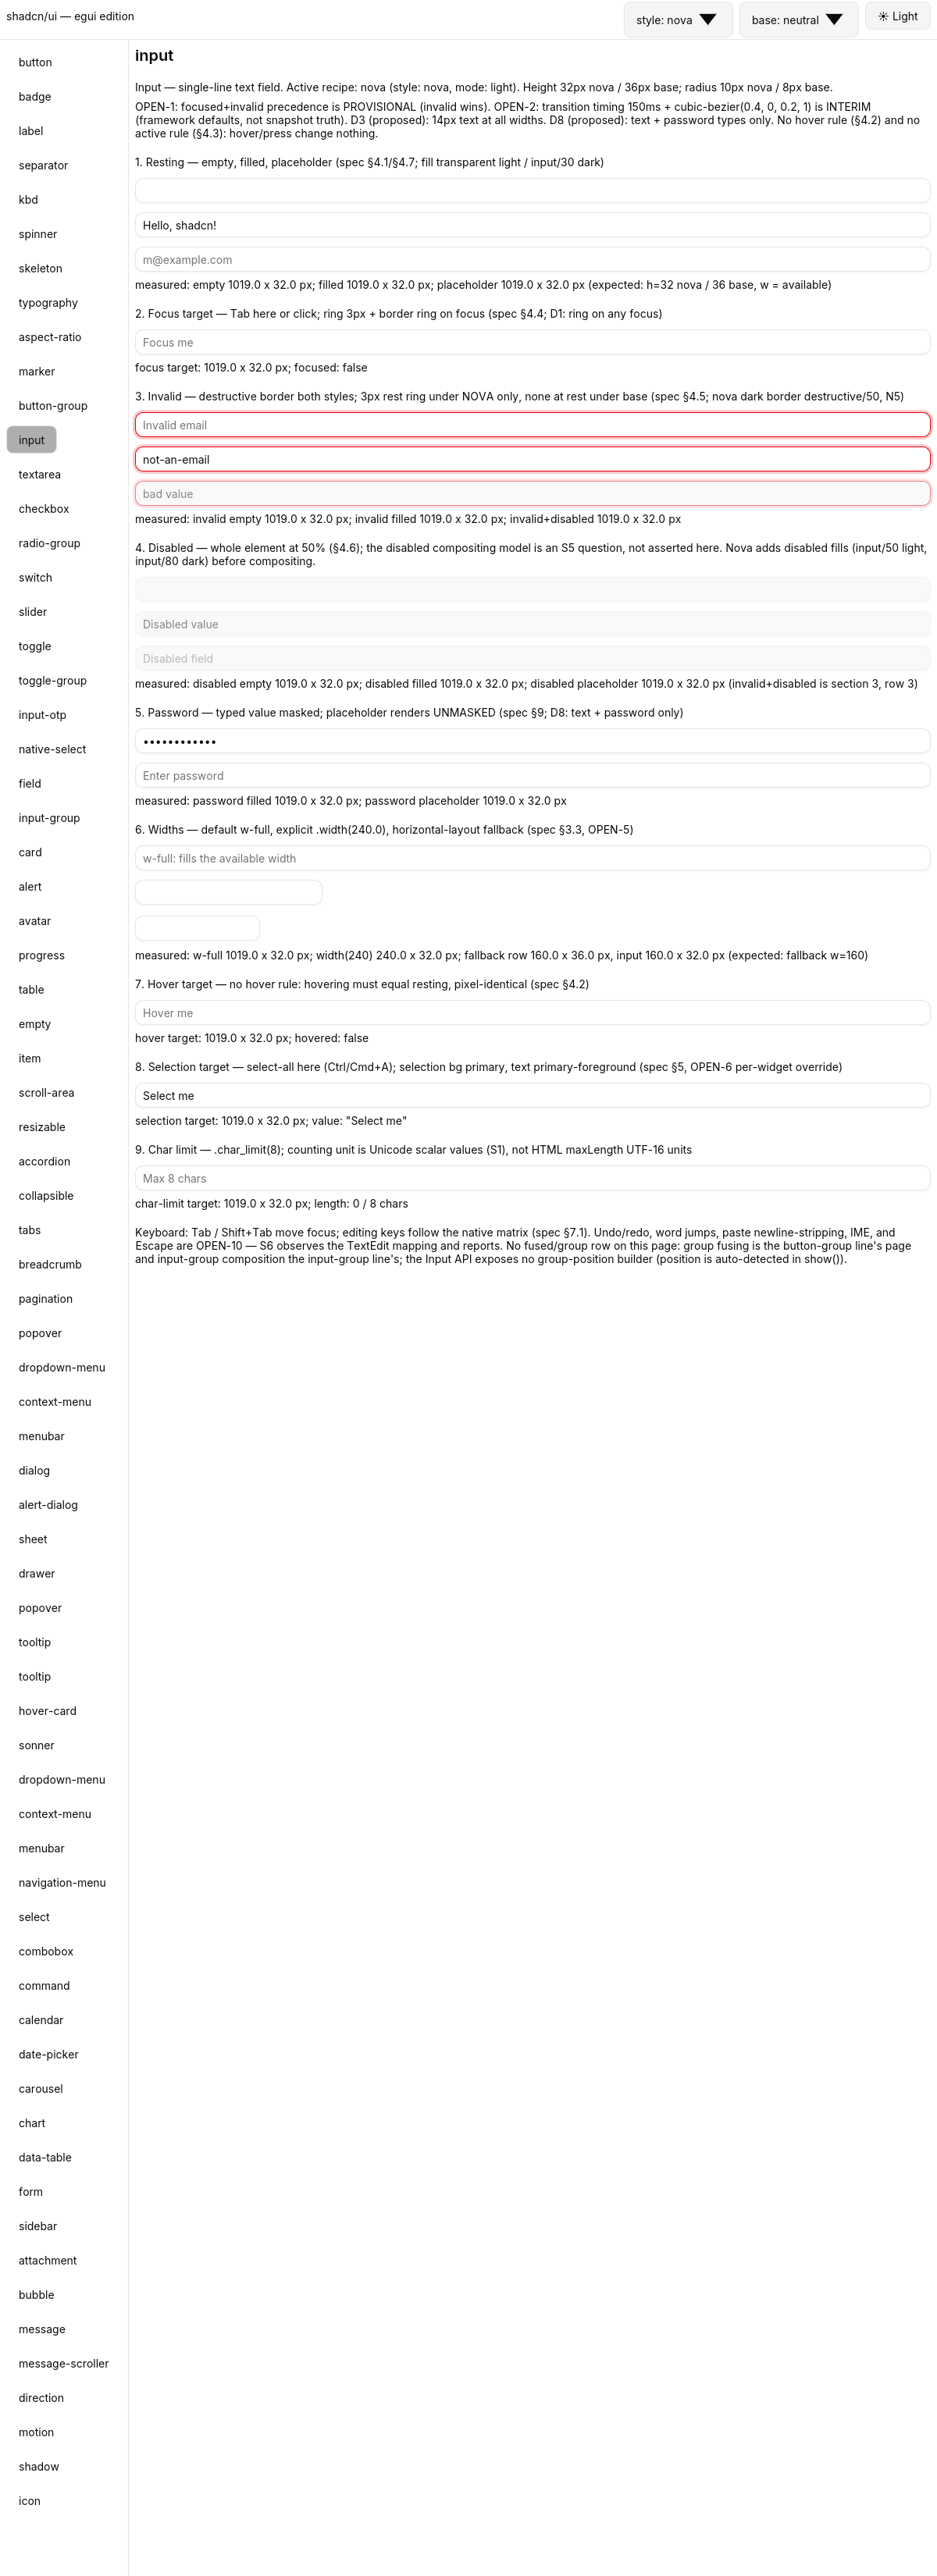 shadcn/ui — egui edition
style: nova
base: neutral
☀ Light
button
badge
label
separator
kbd
spinner
skeleton
typography
aspect-ratio
marker
button-group
input
textarea
checkbox
radio-group
switch
slider
toggle
toggle-group
input-otp
native-select
field
input-group
card
alert
avatar
progress
table
empty
item
scroll-area
resizable
accordion
collapsible
tabs
breadcrumb
pagination
popover
dropdown-menu
context-menu
menubar
dialog
alert-dialog
sheet
drawer
popover
tooltip
tooltip
hover-card
sonner
dropdown-menu
context-menu
menubar
navigation-menu
select
combobox
command
calendar
date-picker
carousel
chart
data-table
form
sidebar
attachment
bubble
message
message-scroller
direction
motion
shadow
icon
input
Input — single-line text field. Active recipe: nova (style: nova, mode: light). Height 32px nova / 36px base; radius 10px nova / 8px base.
OPEN-1: focused+invalid precedence is PROVISIONAL (invalid wins). OPEN-2: transition timing 150ms + cubic-bezier(0.4, 0, 0.2, 1) is INTERIM
(framework defaults, not snapshot truth). D3 (proposed): 14px text at all widths. D8 (proposed): text + password types only. No hover rule (§4.2) and no
active rule (§4.3): hover/press change nothing.
1. Resting — empty, filled, placeholder (spec §4.1/§4.7; fill transparent light / input/30 dark)
Hello, shadcn!
m@example.com
measured: empty 1019.0 x 32.0 px; filled 1019.0 x 32.0 px; placeholder 1019.0 x 32.0 px (expected: h=32 nova / 36 base, w = available)
2. Focus target — Tab here or click; ring 3px + border ring on focus (spec §4.4; D1: ring on any focus)
Focus me
focus target: 1019.0 x 32.0 px; focused: false
3. Invalid — destructive border both styles; 3px rest ring under NOVA only, none at rest under base (spec §4.5; nova dark border destructive/50, N5)
Invalid email
not-an-email
bad value
measured: invalid empty 1019.0 x 32.0 px; invalid filled 1019.0 x 32.0 px; invalid+disabled 1019.0 x 32.0 px
4. Disabled — whole element at 50% (§4.6); the disabled compositing model is an S5 question, not asserted here. Nova adds disabled fills (input/50 light,
input/80 dark) before compositing.
Disabled value
Disabled field
measured: disabled empty 1019.0 x 32.0 px; disabled filled 1019.0 x 32.0 px; disabled placeholder 1019.0 x 32.0 px (invalid+disabled is section 3, row 3)
5. Password — typed value masked; placeholder renders UNMASKED (spec §9; D8: text + password only)
••••••••••••
Enter password
measured: password filled 1019.0 x 32.0 px; password placeholder 1019.0 x 32.0 px
6. Widths — default w-full, explicit .width(240.0), horizontal-layout fallback (spec §3.3, OPEN-5)
w-full: fills the available width
measured: w-full 1019.0 x 32.0 px; width(240) 240.0 x 32.0 px; fallback row 160.0 x 36.0 px, input 160.0 x 32.0 px (expected: fallback w=160)
7. Hover target — no hover rule: hovering must equal resting, pixel-identical (spec §4.2)
Hover me
hover target: 1019.0 x 32.0 px; hovered: false
8. Selection target — select-all here (Ctrl/Cmd+A); selection bg primary, text primary-foreground (spec §5, OPEN-6 per-widget override)
Select me
selection target: 1019.0 x 32.0 px; value: "Select me"
9. Char limit — .char_limit(8); counting unit is Unicode scalar values (S1), not HTML maxLength UTF-16 units
Max 8 chars
char-limit target: 1019.0 x 32.0 px; length: 0 / 8 chars
Keyboard: Tab / Shift+Tab move focus; editing keys follow the native matrix (spec §7.1). Undo/redo, word jumps, paste newline-stripping, IME, and
Escape are OPEN-10 — S6 observes the TextEdit mapping and reports. No fused/group row on this page: group fusing is the button-group line's page
and input-group composition the input-group line's; the Input API exposes no group-position builder (position is auto-detected in show()).